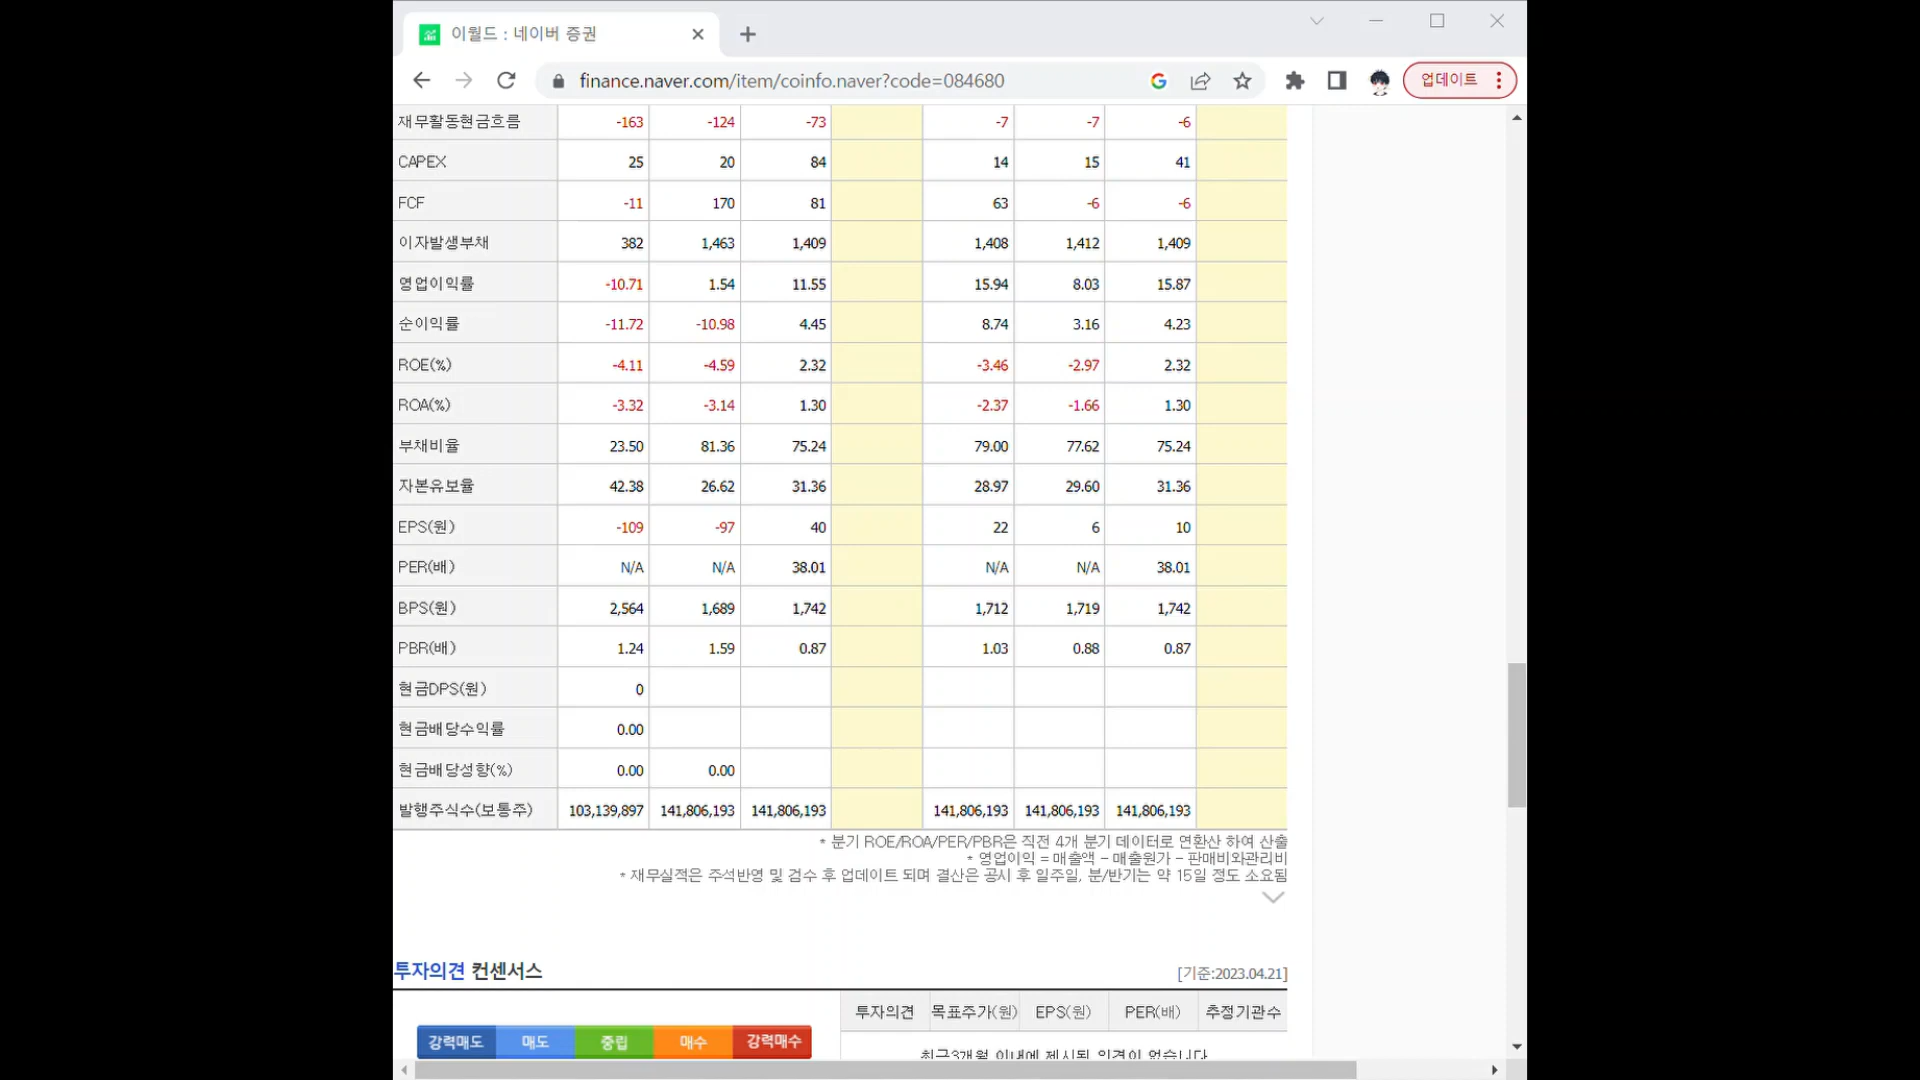 이월드 : 네이버 증권
finance.naver.com/item/coinfo.naver?code=084680
업데이트
재무활동현금흐름 -163 -124 -73 -7 -7 -6
CAPEX 25 20 84 14 15 41
FCF -11 170 81 63 -6 -6
이자발생부채 382 1,463 1,409 1,408 1,412 1,409
영업이익률 -10.71 1.54 11.55 15.94 8.03 15.87
순이익률 -11.72 -10.98 4.45 8.74 3.16 4.23
ROE(%) -4.11 -4.59 2.32 -3.46 -2.97 2.32
ROA(%) -3.32 -3.14 1.30 -2.37 -1.66 1.30
부채비율 23.50 81.36 75.24 79.00 77.62 75.24
자본유보율 42.38 26.62 31.36 28.97 29.60 31.36
EPS(원) -109 -97 40 22 6 10
PER(배) N/A N/A 38.01 N/A N/A 38.01
BPS(원) 2,564 1,689 1,742 1,712 1,719 1,742
PBR(배) 1.24 1.59 0.87 1.03 0.88 0.87
현금DPS(원) 0
현금배당수익률 0.00
현금배당성향(%) 0.00 0.00
발행주식수(보통주) 103,139,897 141,806,193 141,806,193 141,806,193 141,806,193 141,806,193
* 분기 ROE/ROA/PER/PBR은 직전 4개 분기 데이터로 연환산 하여 산출
* 영업이익 = 매출액 - 매출원가 - 판매비와관리비
* 재무실적은 주석반영 및 검수 후 업데이트 되며 결산은 공시 후 일주일, 분/반기는 약 15일 정도 소요됨
투자의견 컨센서스 [기준:2023.04.21]
투자의견 목표주가(원) EPS(원) PER(배) 추정기관수
강력매도 매도 중립 매수 강력매수
최근3개월 이내에 제시된 의견이 없습니다